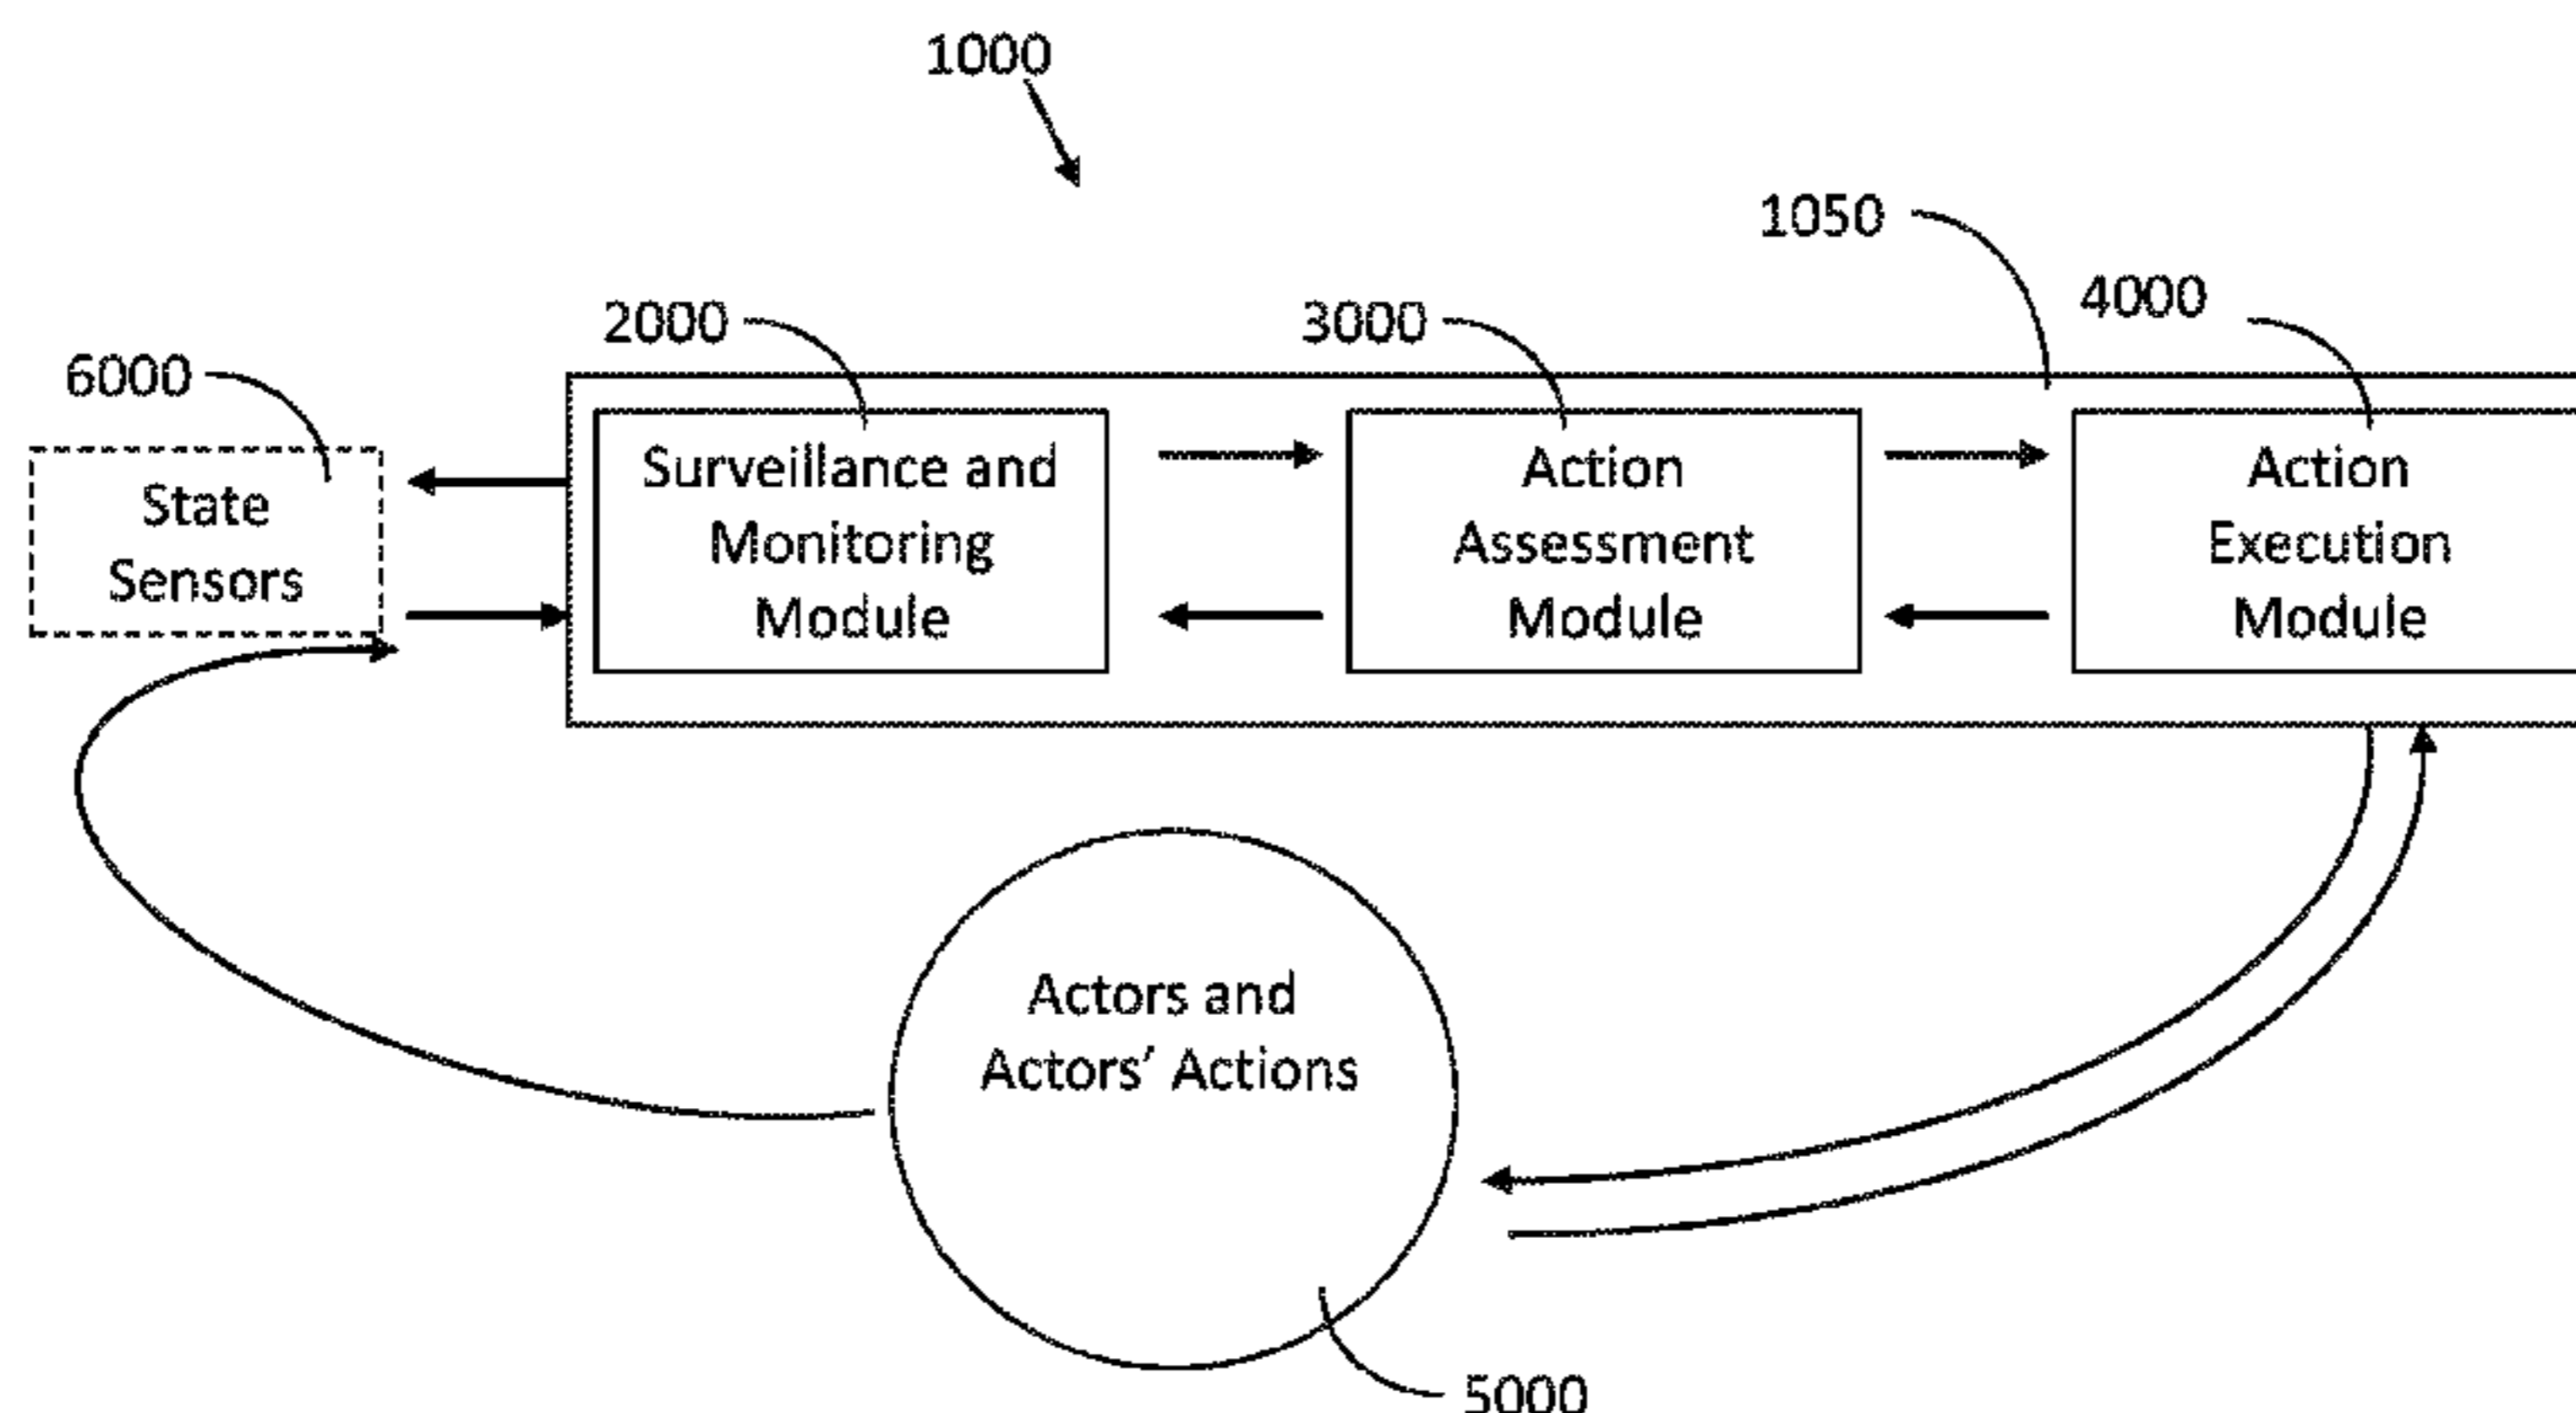 1000
1050
4000
2000
3000
6000
State
Sensors
Surveillance and
Monitoring
Module
Action
Assessment
Module
Action
Execution
Module
Actors and
Actors' Actions
5000